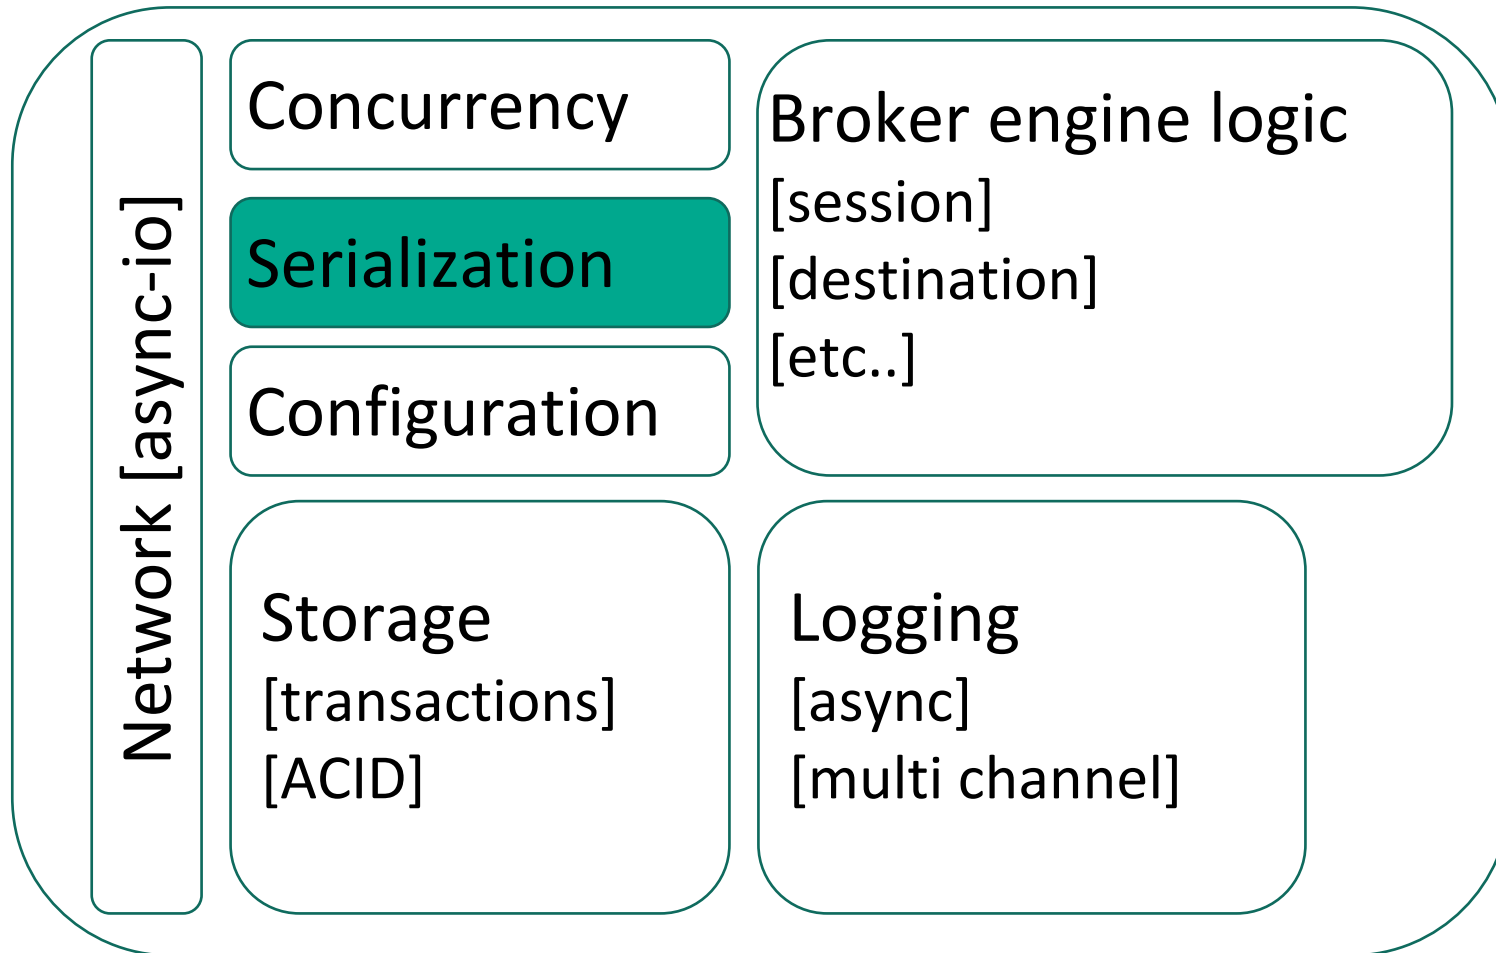 Network [async-io]
Concurrency
Serialization
Configuration
Broker engine logic
[session]
[destination]
[etc..]
Storage
[transactions]
[ACID]
Logging
[async]
[multi channel]